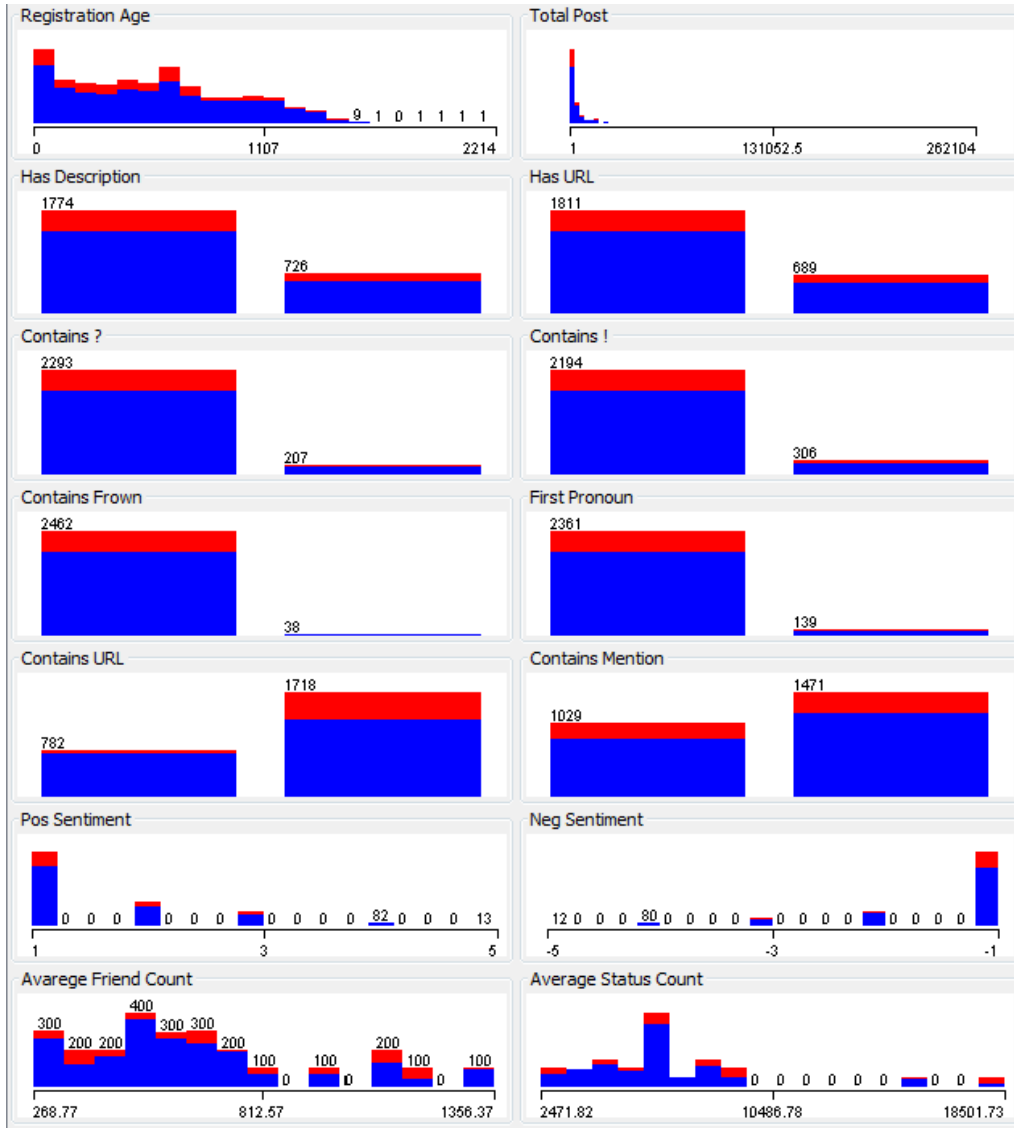 Registration Age
9 1 0 1 1 1 1
0 1107 2214
Total Post
1 131052.5 262104
Has Description
1774
726
Has URL
1811
689
Contains ?
2293
207
Contains !
2194
306
Contains Frown
2462
38
First Pronoun
2361
139
Contains URL
1718
782
Contains Mention
1471
1029
Pos Sentiment
0 0 0 0 0 0 0 0 0 0 82 0 0 0 13
1 3 5
Neg Sentiment
12 0 0 0 80 0 0 0 0 0 0 0 0 0 0
-5 -3 -1
Avarege Friend Count
400
300 200 200 300 300 200 100 0 100 0 200 100 0 100
268.77 812.57 1356.37
Average Status Count
0 0 0 0 0 0 0 0
2471.82 10486.78 18501.73